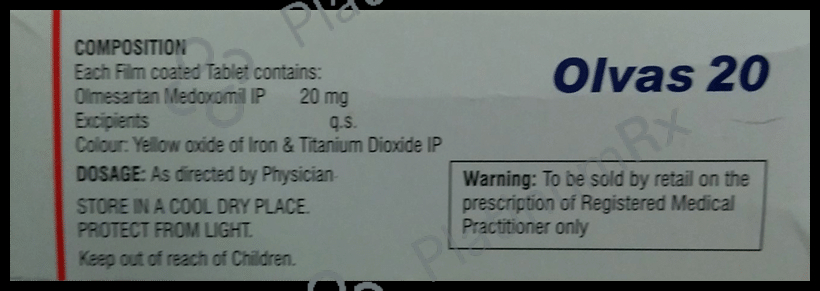 COMPOSITION
Each Film coated Tablet contains:
Olmesartan Medoxomil IP 20 mg
Excipients q.s.
Colour: Yellow oxide of Iron & Titanium Dioxide IP
DOSAGE: As directed by Physician
STORE IN A COOL DRY PLACE.
PROTECT FROM LIGHT.
Keep out of reach of Children.
Olvas 20
Warning: To be sold by retail on the
prescription of Registered Medical
Practitioner only
PlatinumRx